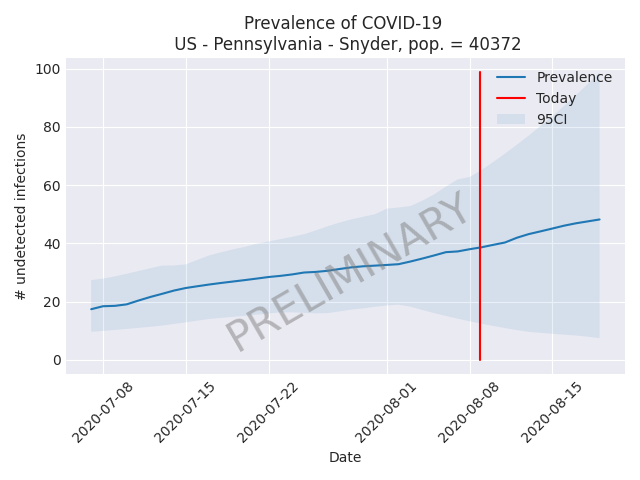 Prevalence of COVID-19
US - Pennsylvania - Snyder, pop. = 40372
100
80
60
40
20
0
# undetected infections
Prevalence
Today
95CI
PRELIMINARY
2020-07-08
2020-07-15
2020-07-22
2020-08-01
2020-08-08
2020-08-15
Date